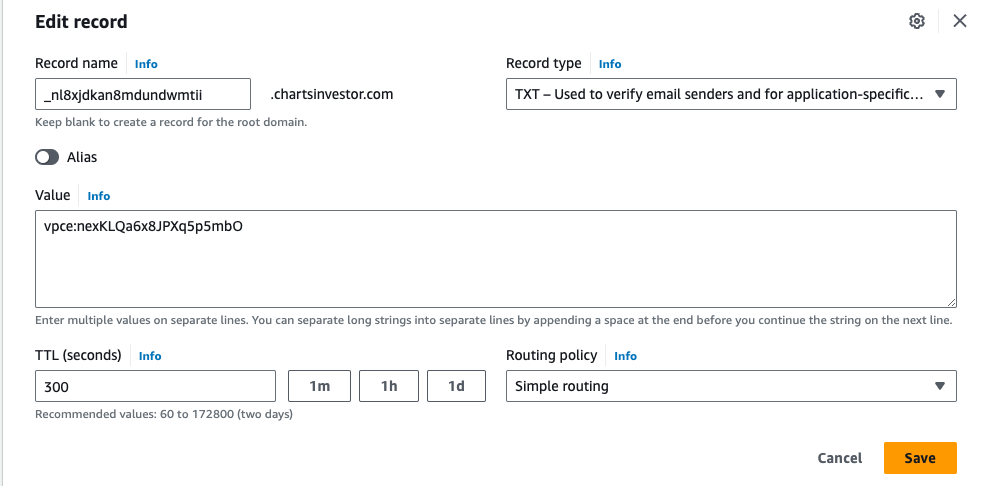 Edit record
Record name Info
Record type Info
_nl8xjdkan8mdundwmtii .chartsinvestor.com
TXT – Used to verify email senders and for application-specific...
Keep blank to create a record for the root domain.
Alias
Value Info
vpce:nexKLQa6x8JPXq5p5mbO
Enter multiple values on separate lines. You can separate long strings into separate lines by appending a space at the end before you continue the string on the next line.
TTL (seconds) Info
Routing policy Info
300 1m 1h 1d
Simple routing
Recommended values: 60 to 172800 (two days)
Cancel Save